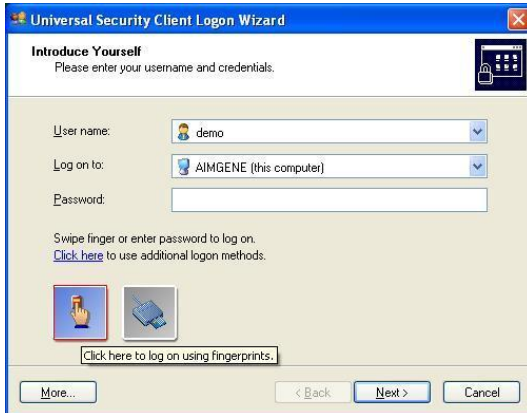 Universal Security Client Logon Wizard
Introduce Yourself
Please enter your username and credentials.
User name:
demo
Log on to:
AIMGENE (this computer)
Password:
Swipe finger or enter password to log on.
Click here to use additional logon methods.
Click here to log on using fingerprints.
More...
< Back
Next >
Cancel